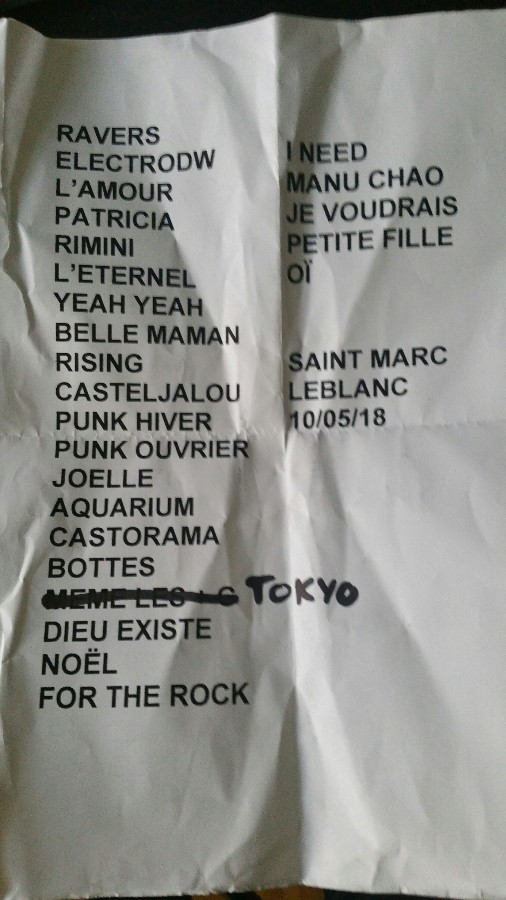 RAVERS
ELECTRODW
L'AMOUR
PATRICIA
RIMINI
L'ETERNEL
YEAH YEAH
BELLE MAMAN
RISING
CASTELJALOU
PUNK HIVER
PUNK OUVRIER
JOELLE
AQUARIUM
CASTORAMA
BOTTES
MEME LES TOKYO
DIEU EXISTE
NOËL
FOR THE ROCK
I NEED
MANU CHAO
JE VOUDRAIS
PETITE FILLE
OÏ
SAINT MARC
LEBLANC
10/05/18